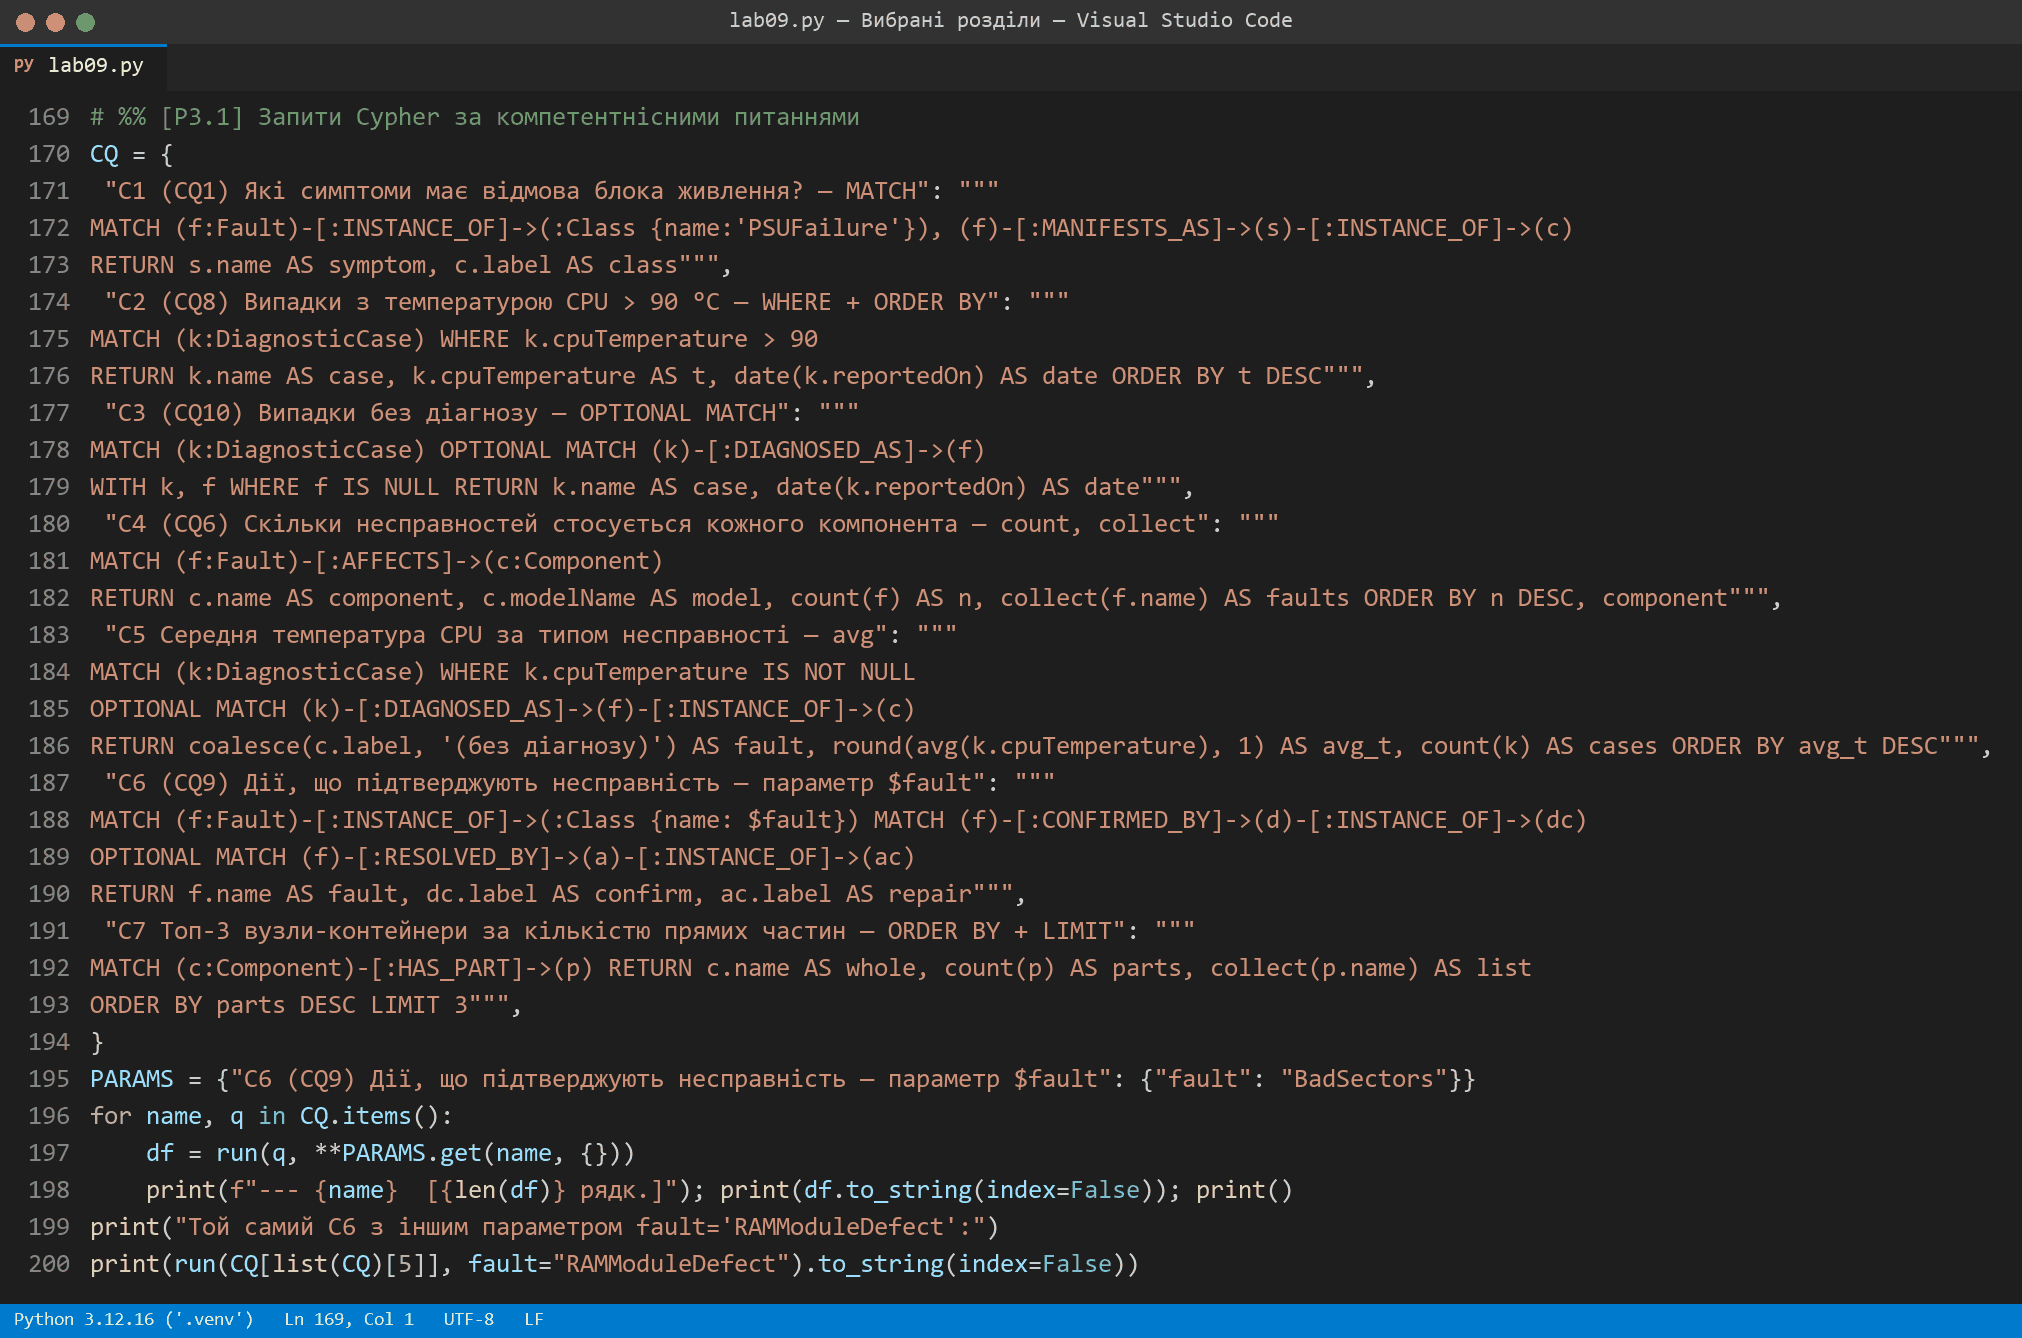 lab09.py — Вибрані розділи — Visual Studio Code
py lab09.py
169 # %% [P3.1] Запити Cypher за компетентнісними питаннями
170 CQ = {
171  "C1 (CQ1) Які симптоми має відмова блока живлення? — MATCH": """
172 MATCH (f:Fault)-[:INSTANCE_OF]->(:Class {name:'PSUFailure'}), (f)-[:MANIFESTS_AS]->(s)-[:INSTANCE_OF]->(c)
173 RETURN s.name AS symptom, c.label AS class""",
174  "C2 (CQ8) Випадки з температурою CPU > 90 °C — WHERE + ORDER BY": """
175 MATCH (k:DiagnosticCase) WHERE k.cpuTemperature > 90
176 RETURN k.name AS case, k.cpuTemperature AS t, date(k.reportedOn) AS date ORDER BY t DESC""",
177  "C3 (CQ10) Випадки без діагнозу — OPTIONAL MATCH": """
178 MATCH (k:DiagnosticCase) OPTIONAL MATCH (k)-[:DIAGNOSED_AS]->(f)
179 WITH k, f WHERE f IS NULL RETURN k.name AS case, date(k.reportedOn) AS date""",
180  "C4 (CQ6) Скільки несправностей стосується кожного компонента — count, collect": """
181 MATCH (f:Fault)-[:AFFECTS]->(c:Component)
182 RETURN c.name AS component, c.modelName AS model, count(f) AS n, collect(f.name) AS faults ORDER BY n DESC, component""",
183  "C5 Середня температура CPU за типом несправності — avg": """
184 MATCH (k:DiagnosticCase) WHERE k.cpuTemperature IS NOT NULL
185 OPTIONAL MATCH (k)-[:DIAGNOSED_AS]->(f)-[:INSTANCE_OF]->(c)
186 RETURN coalesce(c.label, '(без діагнозу)') AS fault, round(avg(k.cpuTemperature), 1) AS avg_t, count(k) AS cases ORDER BY avg_t DESC""",
187  "C6 (CQ9) Дії, що підтверджують несправність — параметр $fault": """
188 MATCH (f:Fault)-[:INSTANCE_OF]->(:Class {name: $fault}) MATCH (f)-[:CONFIRMED_BY]->(d)-[:INSTANCE_OF]->(dc)
189 OPTIONAL MATCH (f)-[:RESOLVED_BY]->(a)-[:INSTANCE_OF]->(ac)
190 RETURN f.name AS fault, dc.label AS confirm, ac.label AS repair""",
191  "C7 Топ-3 вузли-контейнери за кількістю прямих частин — ORDER BY + LIMIT": """
192 MATCH (c:Component)-[:HAS_PART]->(p) RETURN c.name AS whole, count(p) AS parts, collect(p.name) AS list
193 ORDER BY parts DESC LIMIT 3""",
194 }
195 PARAMS = {"C6 (CQ9) Дії, що підтверджують несправність — параметр $fault": {"fault": "BadSectors"}}
196 for name, q in CQ.items():
197     df = run(q, **PARAMS.get(name, {}))
198     print(f"--- {name}  [{len(df)} рядк.]"); print(df.to_string(index=False)); print()
199 print("Той самий C6 з іншим параметром fault='RAMModuleDefect':")
200 print(run(CQ[list(CQ)[5]], fault="RAMModuleDefect").to_string(index=False))
Python 3.12.16 ('.venv') Ln 169, Col 1 UTF-8 LF